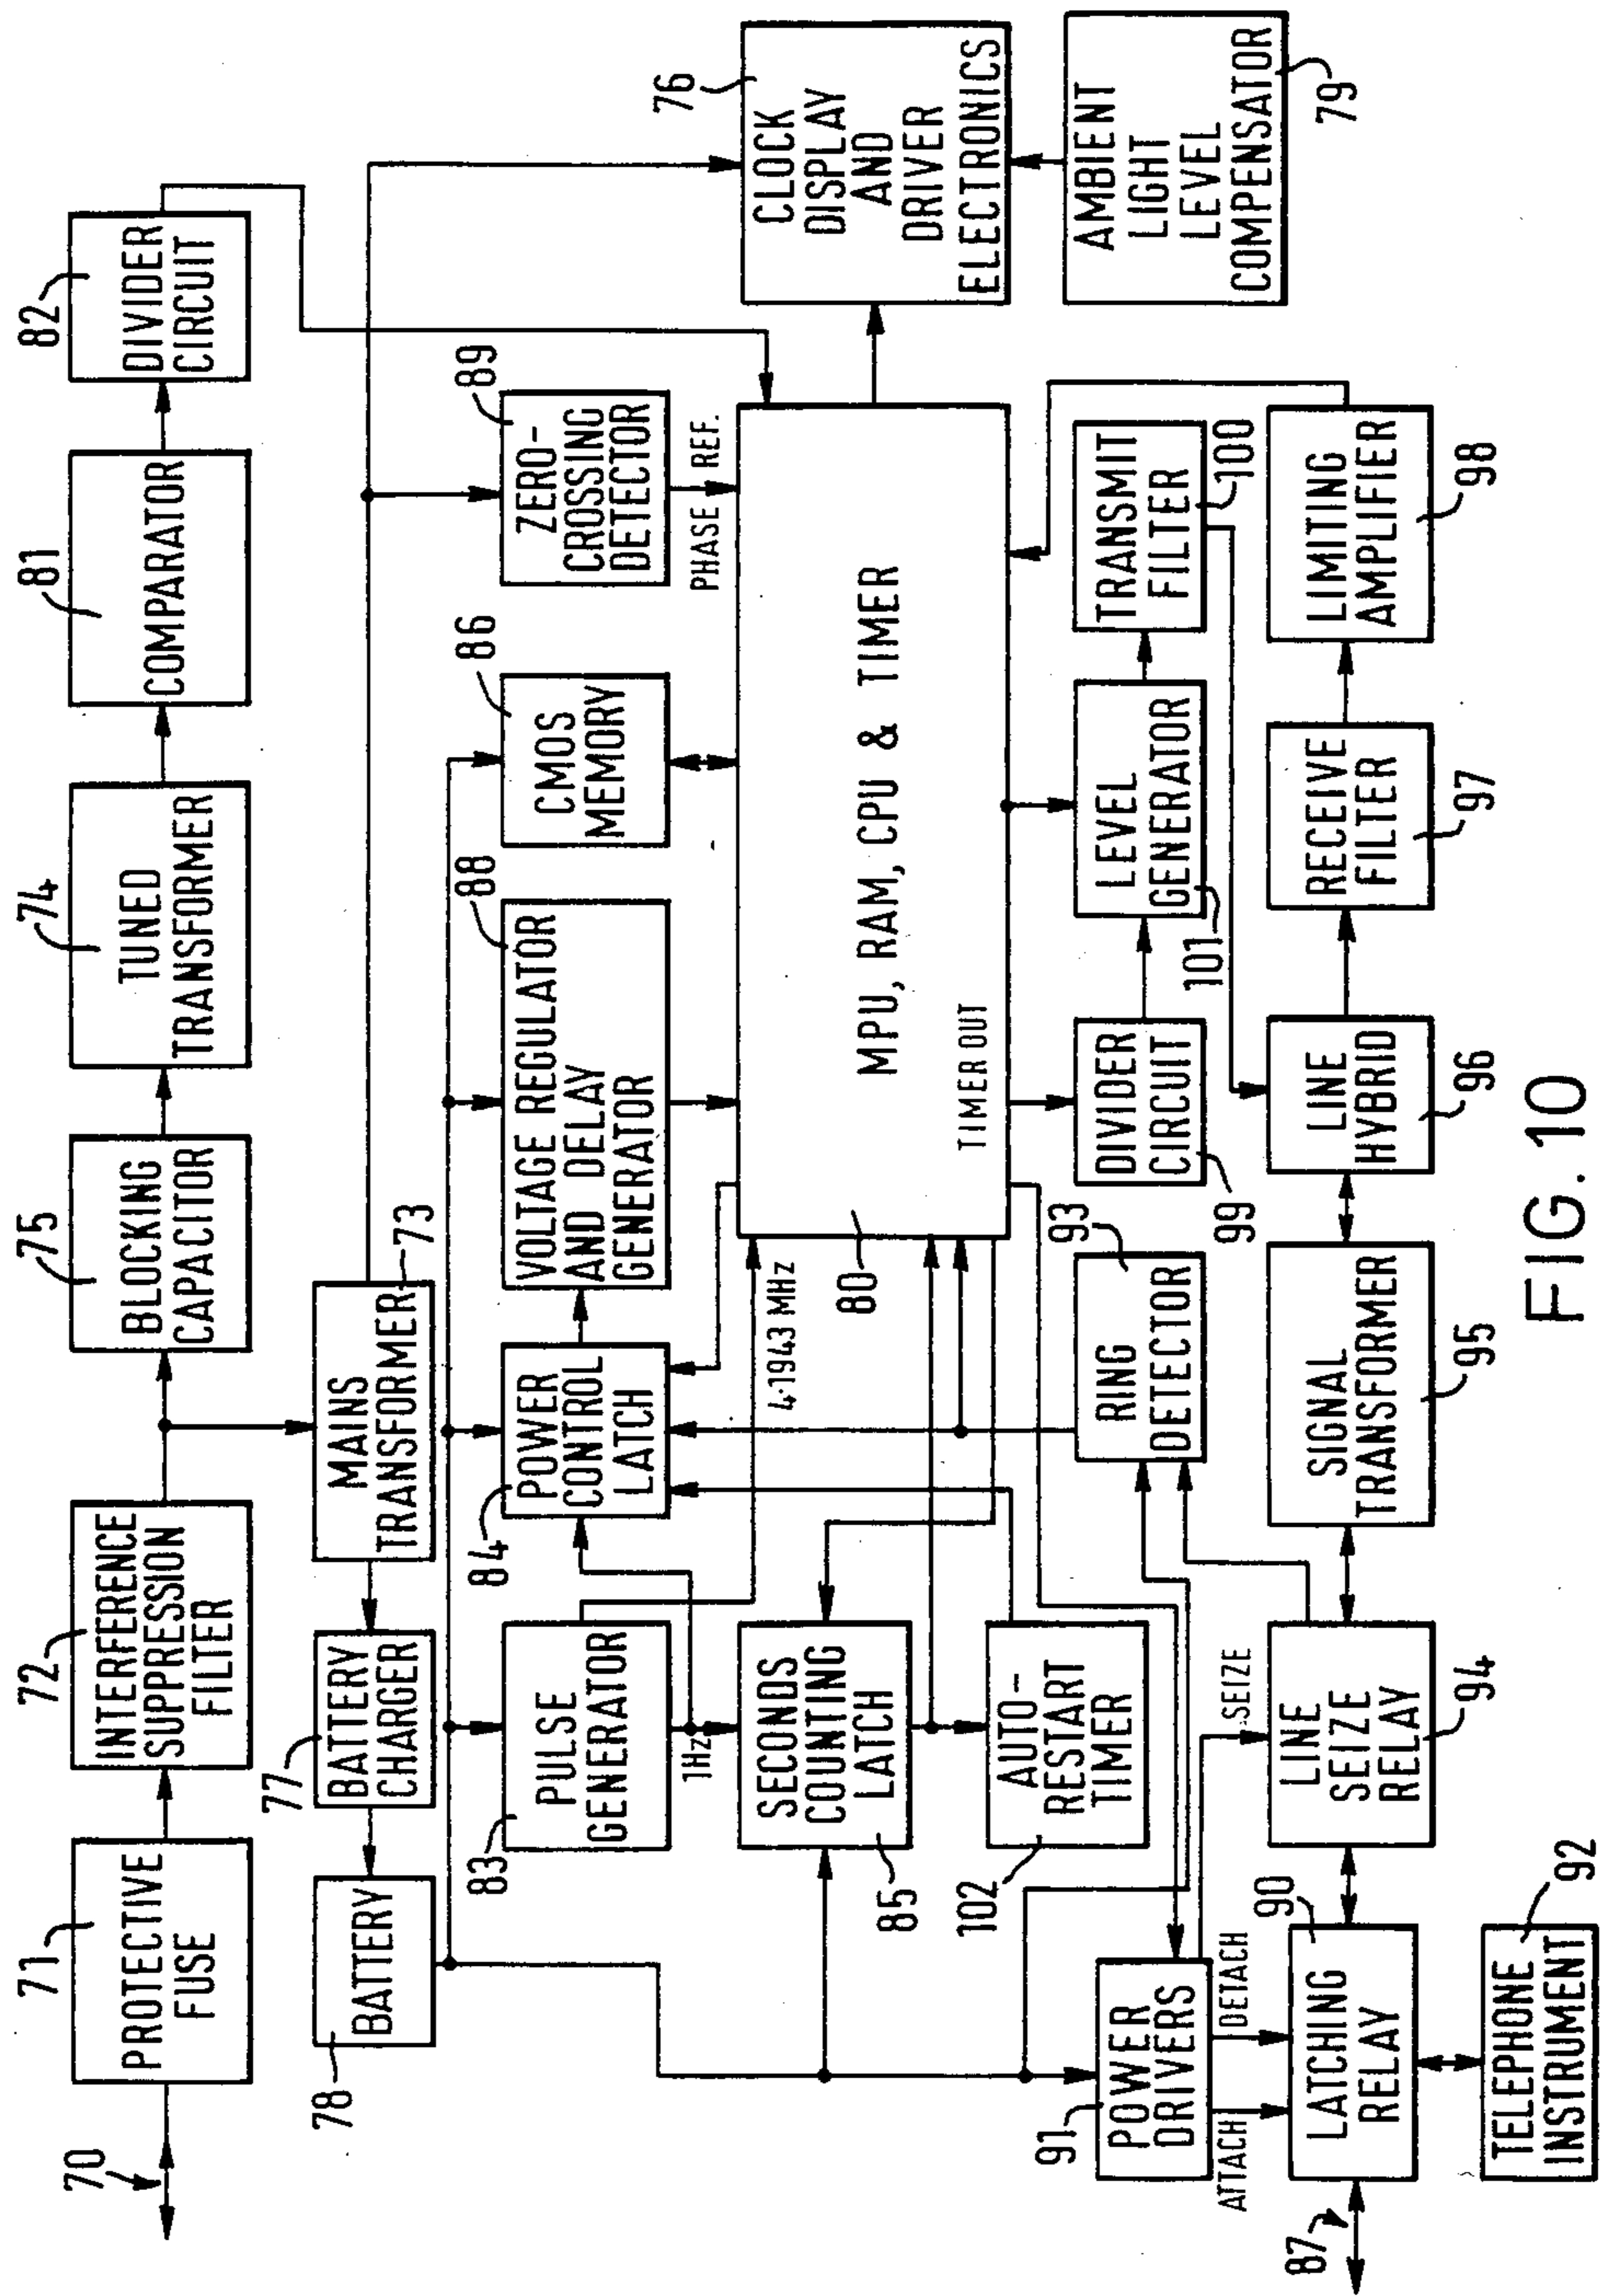 70
71
PROTECTIVE
FUSE
72
INTERFERENCE
SUPPRESSION
FILTER
75
BLOCKING
CAPACITOR
74
TUNED
TRANSFORMER
81
COMPARATOR
82
DIVIDER
CIRCUIT
78
BATTERY
77
BATTERY
CHARGER
MAINS
TRANSFORMER
73
83
PULSE
GENERATOR
84
POWER
CONTROL
LATCH
88
VOLTAGE REGULATOR
AND DELAY
GENERATOR
86
CMOS
MEMORY
89
ZERO-
CROSSING
DETECTOR
76
CLOCK
DISPLAY
AND
DRIVER
ELECTRONICS
1Hz
4·1943 MHz
PHASE REF.
SECONDS
COUNTING
LATCH
85
80
MPU, RAM, CPU & TIMER
TIMER OUT
AUTO-
RESTART
TIMER
102
AMBIENT
LIGHT
LEVEL
COMPENSATOR
79
91
POWER
DRIVERS
93
RING
DETECTOR
DIVIDER
CIRCUIT
99
LEVEL
GENERATOR
101
TRANSMIT
FILTER
100
ATTACH
DETACH
SEIZE
87
90
LATCHING
RELAY
LINE
SEIZE
RELAY
94
SIGNAL
TRANSFORMER
95
LINE
HYBRID
96
RECEIVE
FILTER
97
LIMITING
AMPLIFIER
98
92
TELEPHONE
INSTRUMENT
FIG. 10